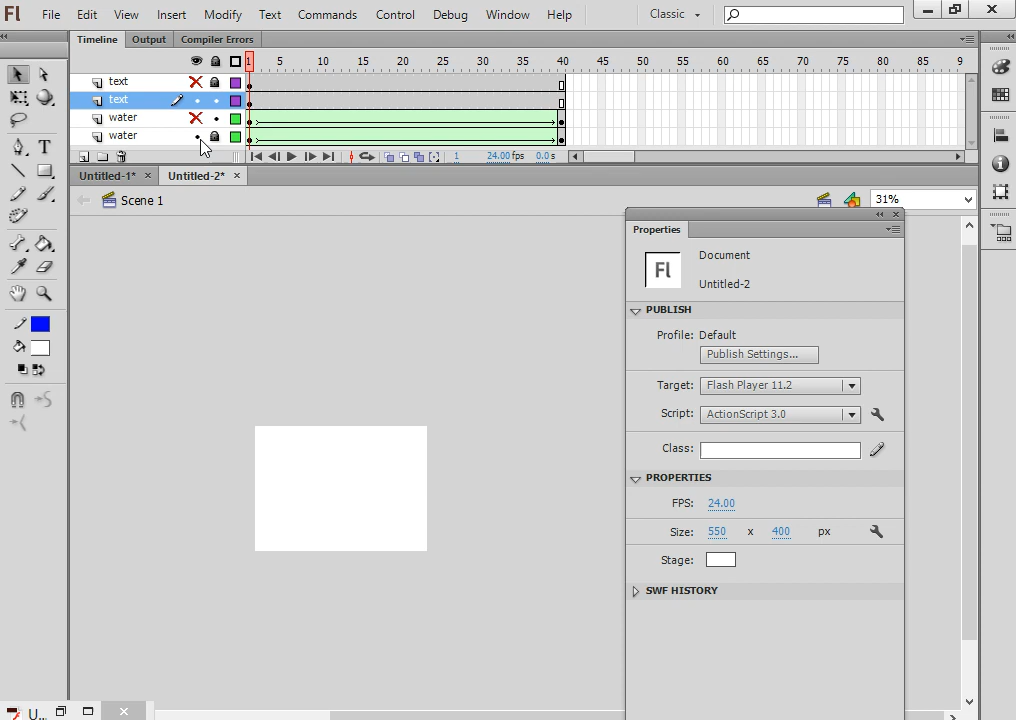 Fl File Edit View Insert Modify Text Commands Control Debug Window Help Classic
Timeline Output Compiler Errors
1 5 10 15 20 25 30 35 40 45 50 55 60 65 70 75 80 85 9
text
text
water
water
1 24.00 fps 0.0 s
Untitled-1* × Untitled-2* ×
Scene 1 31%
Properties
Fl Document
Untitled-2
PUBLISH
Profile: Default
Publish Settings...
Target: Flash Player 11.2
Script: ActionScript 3.0
Class:
PROPERTIES
FPS: 24.00
Size: 550 x 400 px
Stage:
SWF HISTORY
U...